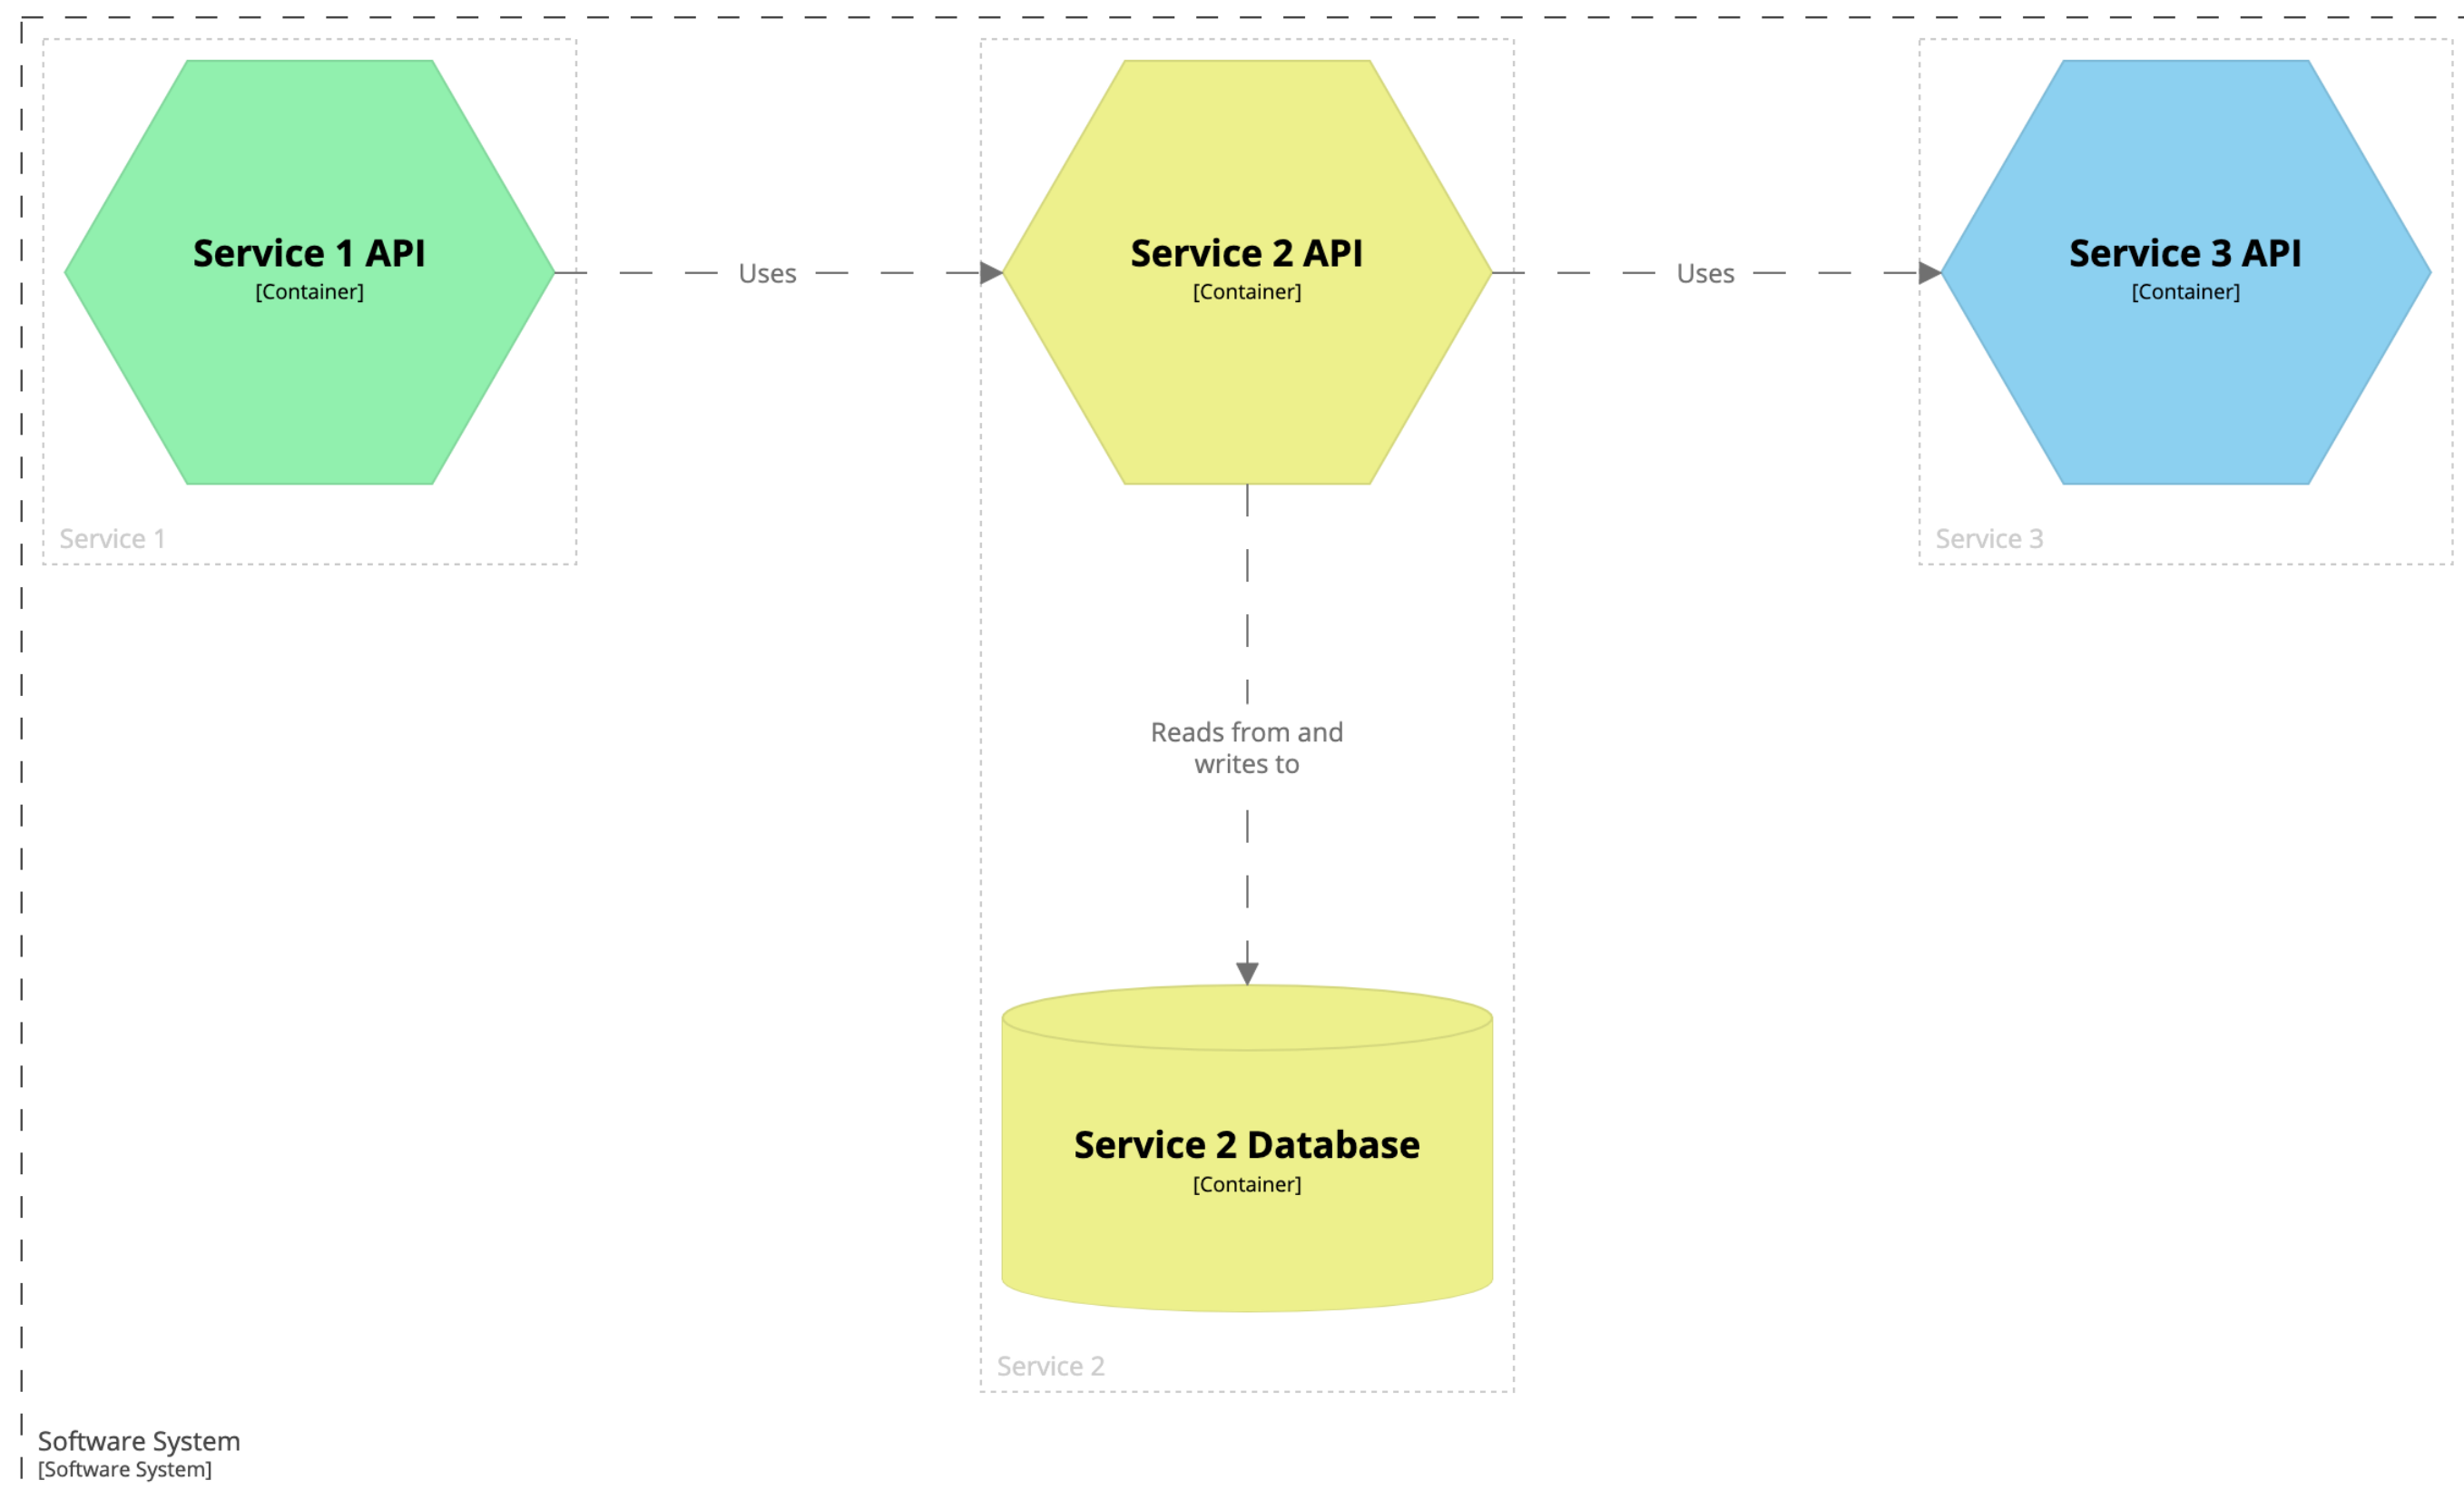 Service 1 API
[Container]
Uses
Service 2 API
[Container]
Uses
Service 3 API
[Container]
Service 1
Service 3
Reads from and
writes to
Service 2 Database
[Container]
Service 2
Software System
[Software System]